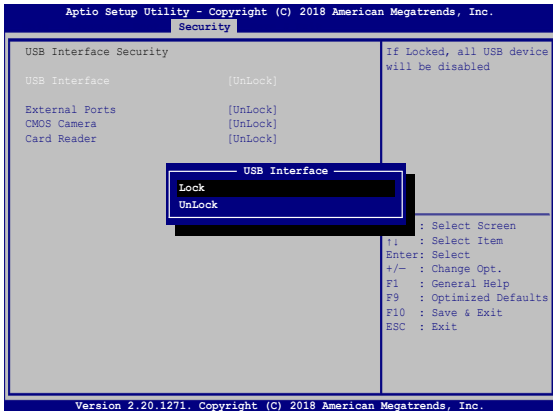 Aptio Setup Utility - Copyright (C) 2018 American Megatrends, Inc.
Security
USB Interface Security
USB Interface [UnLock]
External Ports [UnLock]
CMOS Camera [UnLock]
Card Reader [UnLock]
If Locked, all USB device
will be disabled
USB Interface
Lock
UnLock
: Select Screen
↑↓ : Select Item
Enter: Select
+/− : Change Opt.
F1 : General Help
F9 : Optimized Defaults
F10 : Save & Exit
ESC : Exit
Version 2.20.1271. Copyright (C) 2018 American Megatrends, Inc.